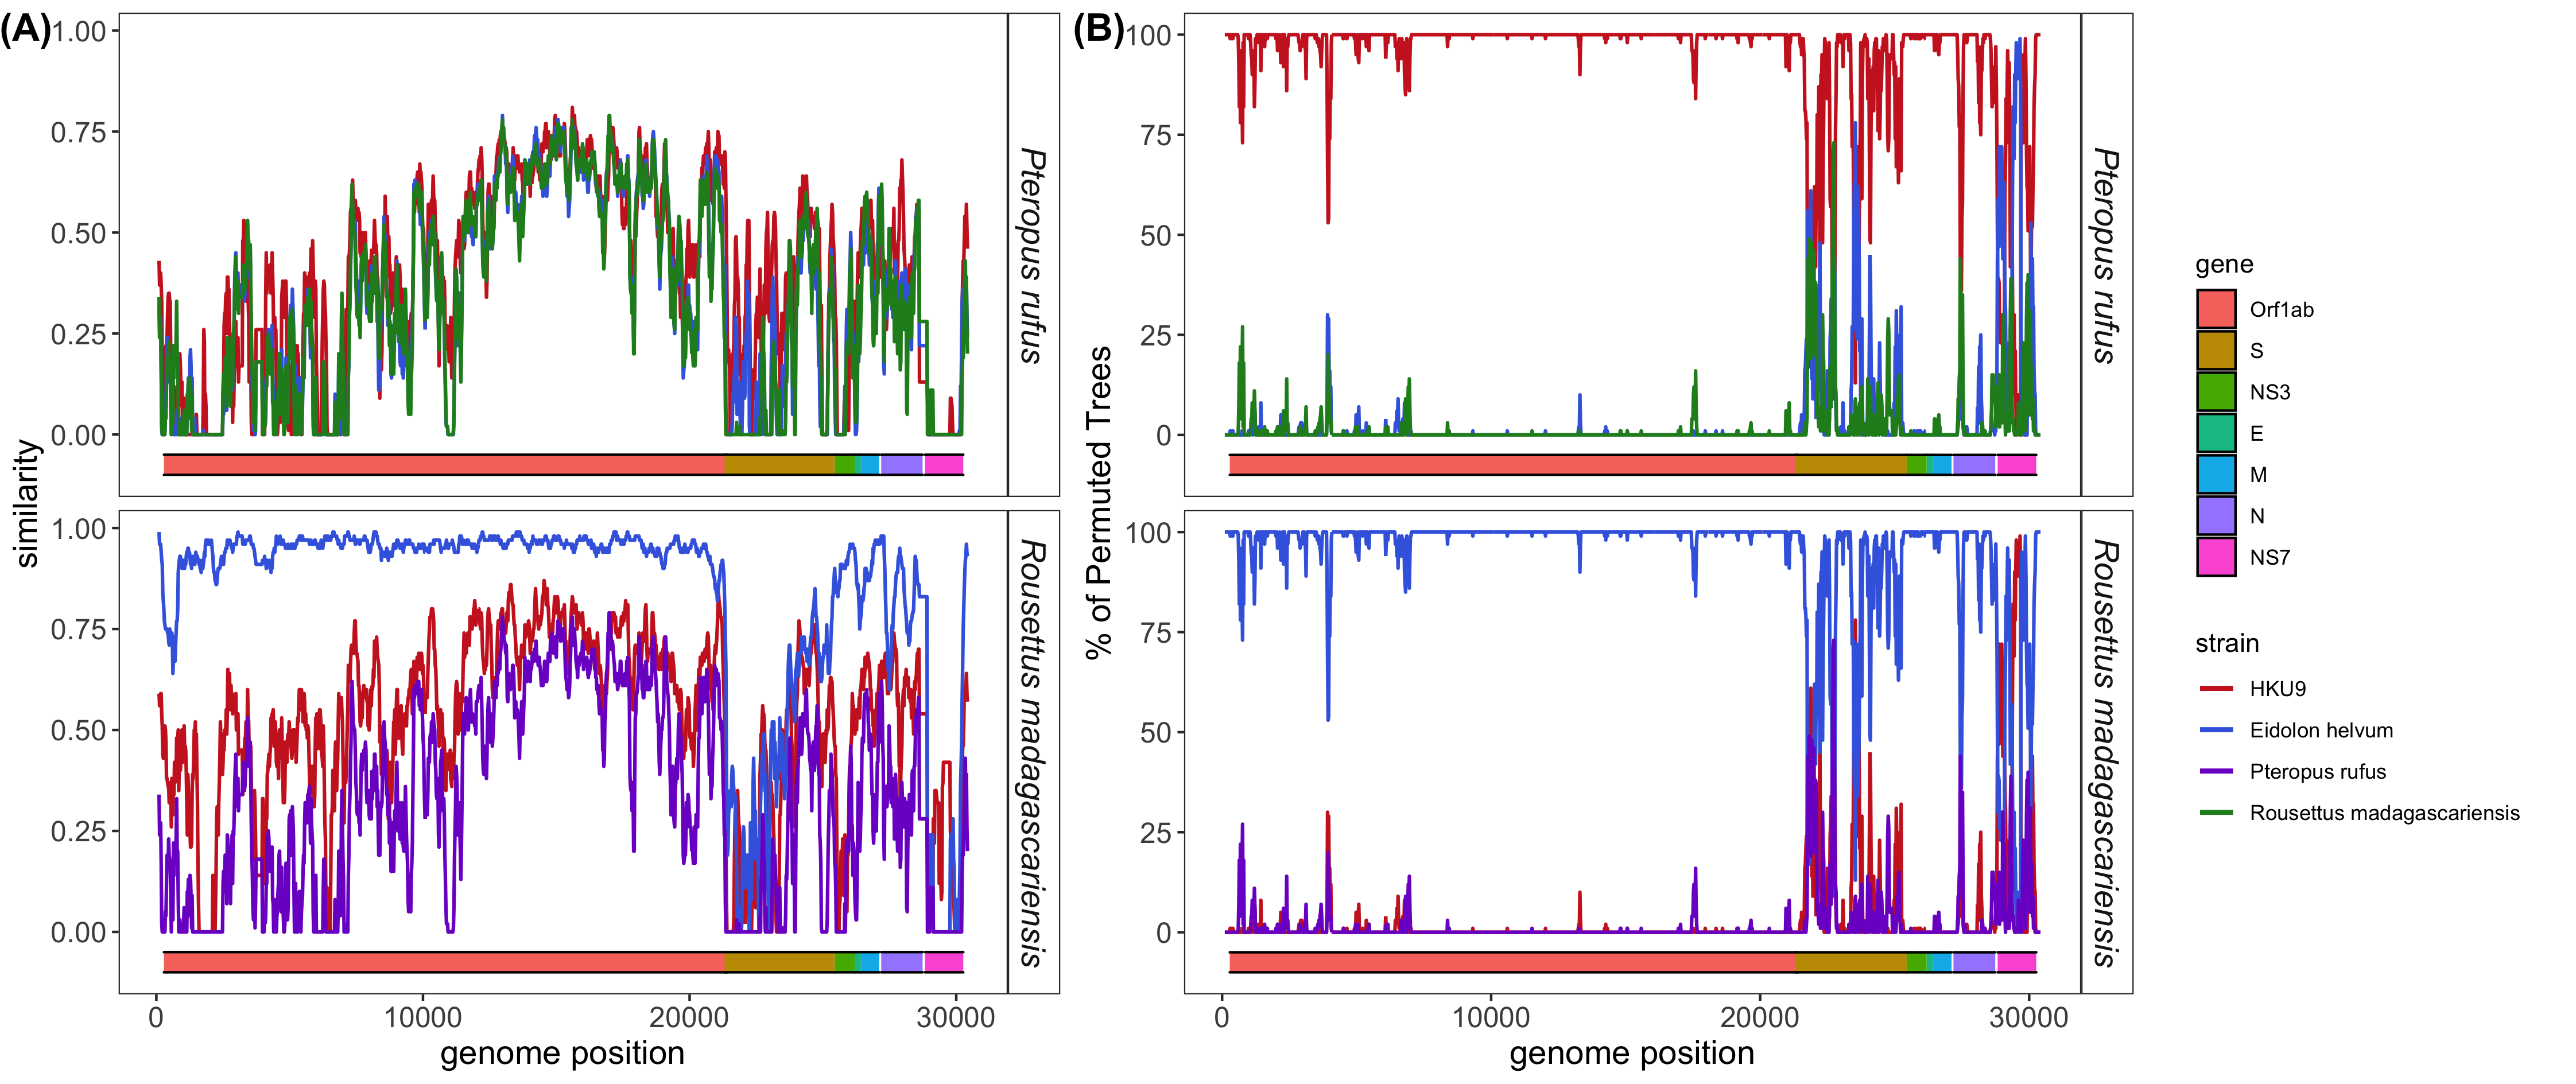 (A)
1.00
0.75
0.50
0.25
0.00
Pteropus rufus
1.00
0.75
0.50
0.25
0.00
Rousettus madagascariensis
similarity
0 10000 20000 30000
genome position
(B)
100
75
50
25
0
Pteropus rufus
100
75
50
25
0
Rousettus madagascariensis
% of Permuted Trees
0 10000 20000 30000
genome position
gene
Orf1ab
S
NS3
E
M
N
NS7
strain
HKU9
Eidolon helvum
Pteropus rufus
Rousettus madagascariensis